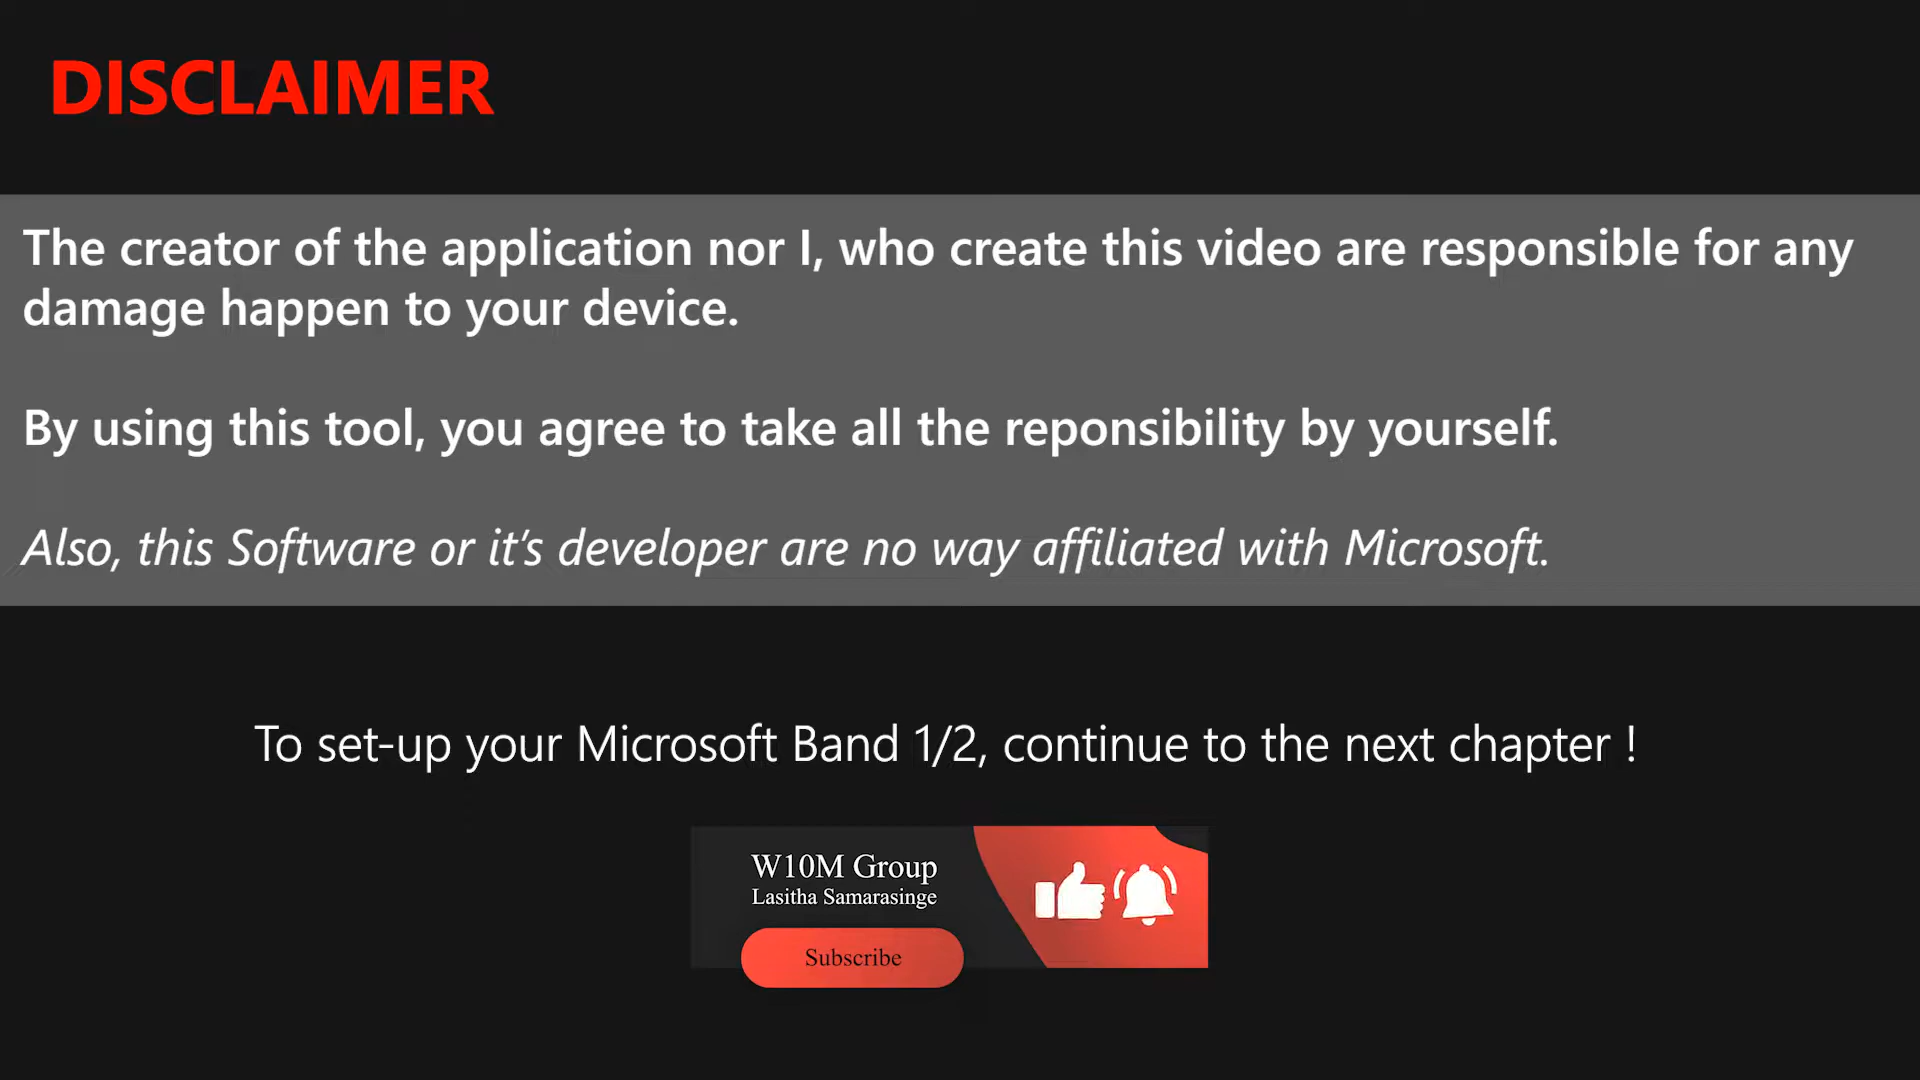 DISCLAIMER
The creator of the application nor I, who create this video are responsible for any
damage happen to your device.
By using this tool, you agree to take all the reponsibility by yourself.
Also, this Software or it’s developer are no way affiliated with Microsoft.
To set-up your Microsoft Band 1/2, continue to the next chapter !
W10M Group
Lasitha Samarasinge
Subscribe